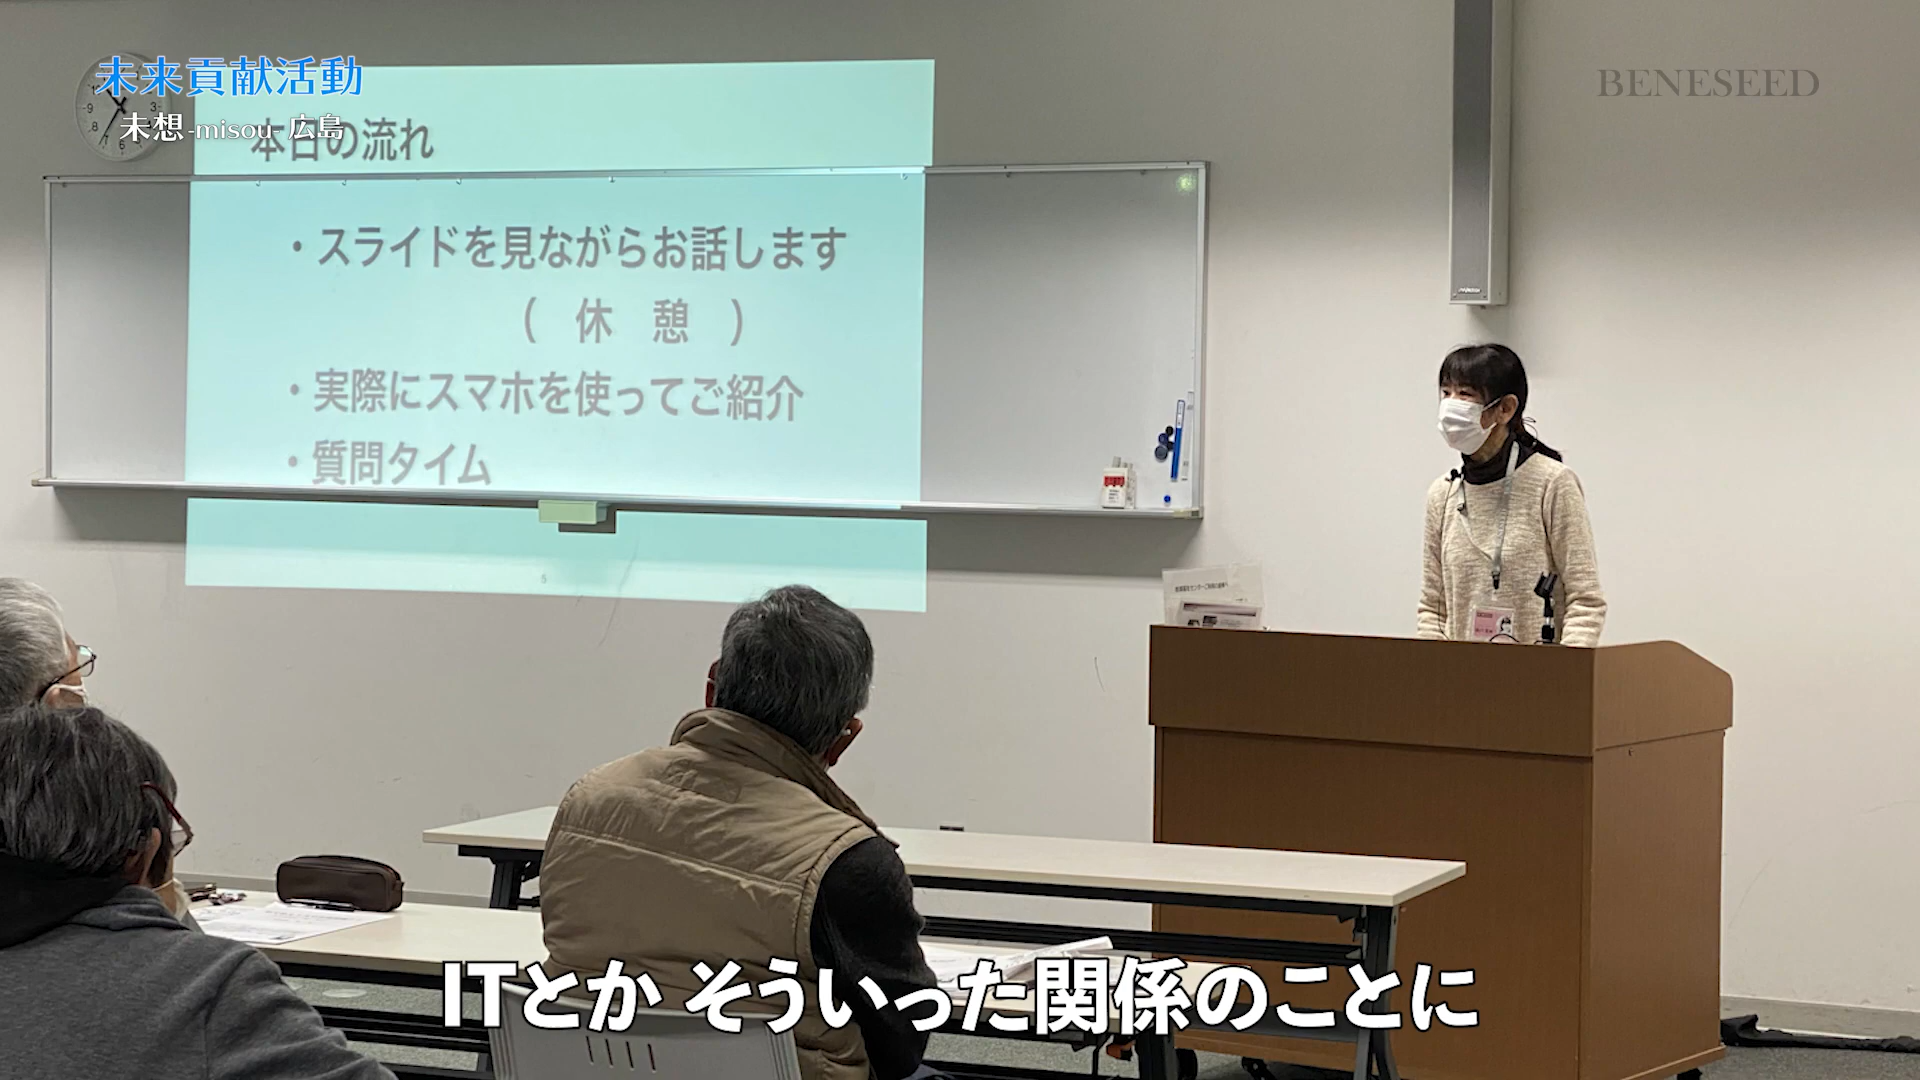 未来貢献活動
未想-misou-広島
BENESEED
本日の流れ
・スライドを見ながらお話します
(　休　憩　)
・実際にスマホを使ってご紹介
・質問タイム
5
ITとか そういった関係のことに